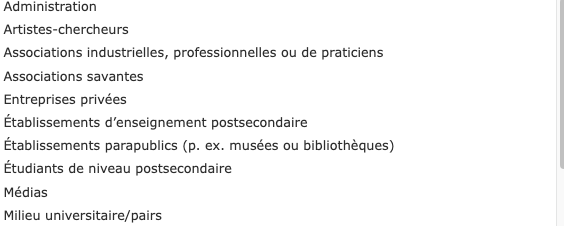 Administration
Artistes-chercheurs
Associations industrielles, professionnelles ou de praticiens
Associations savantes
Entreprises privées
Établissements d’enseignement postsecondaire
Établissements parapublics (p. ex. musées ou bibliothèques)
Étudiants de niveau postsecondaire
Médias
Milieu universitaire/pairs